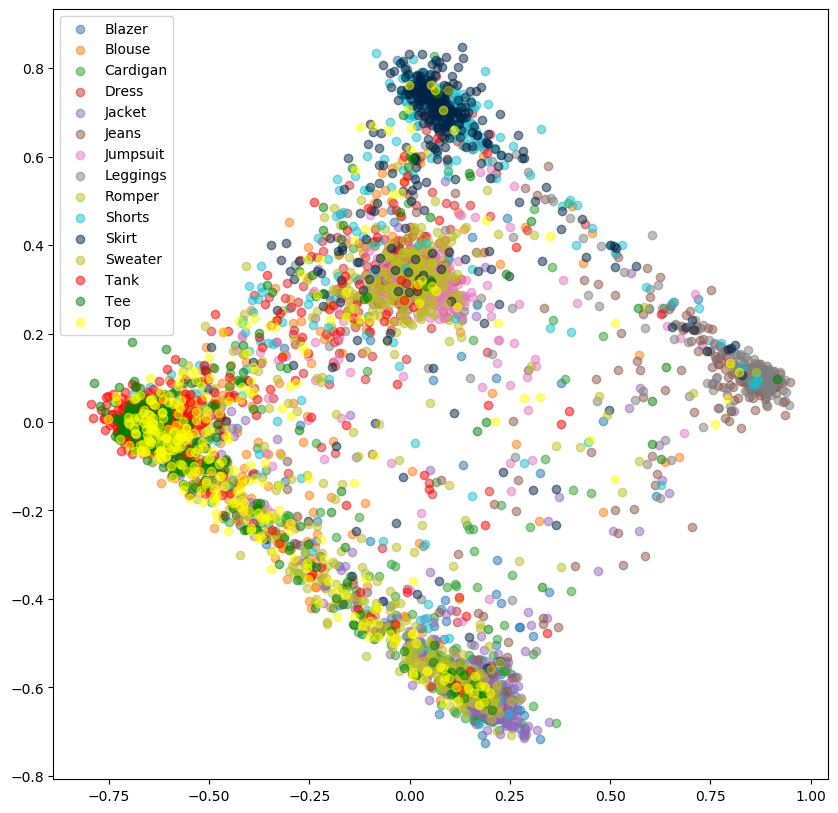 Blazer
Blouse
Cardigan
Dress
Jacket
Jeans
Jumpsuit
Leggings
Romper
Shorts
Skirt
Sweater
Tank
Tee
Top
0.8
0.6
0.4
0.2
0.0
−0.2
−0.4
−0.6
−0.8
−0.75 −0.50 −0.25 0.00 0.25 0.50 0.75 1.00